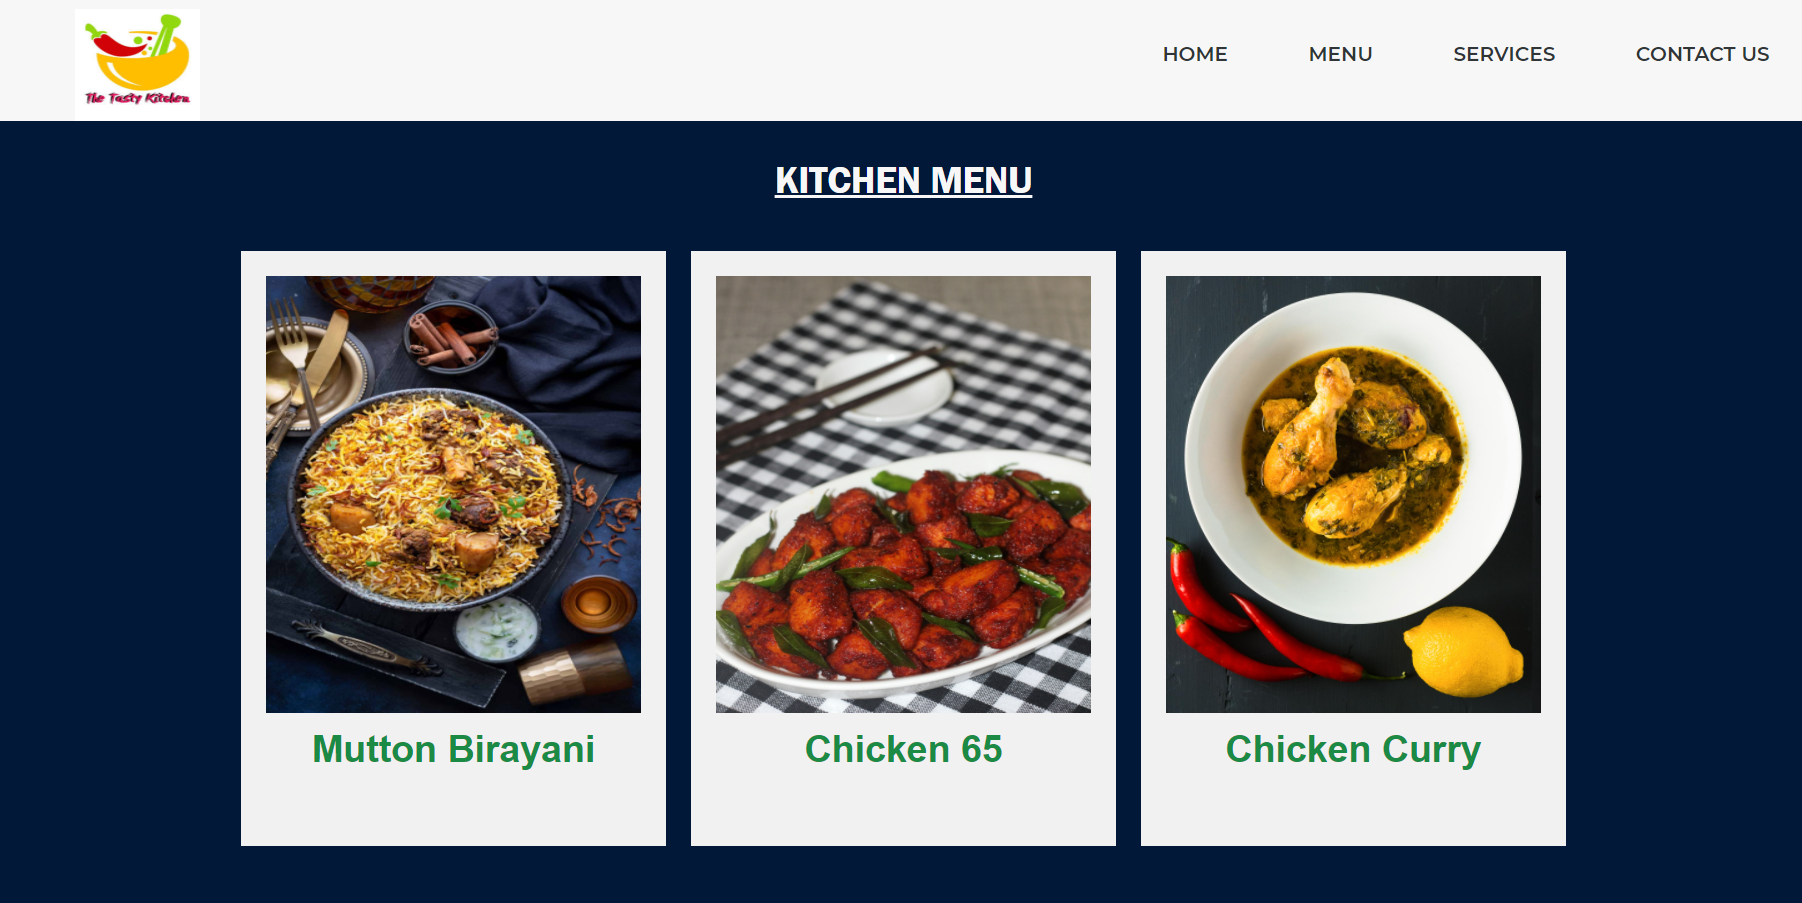 The Tasty Kitchen
HOME MENU SERVICES CONTACT US
KITCHEN MENU
Mutton Birayani
Chicken 65
Chicken Curry